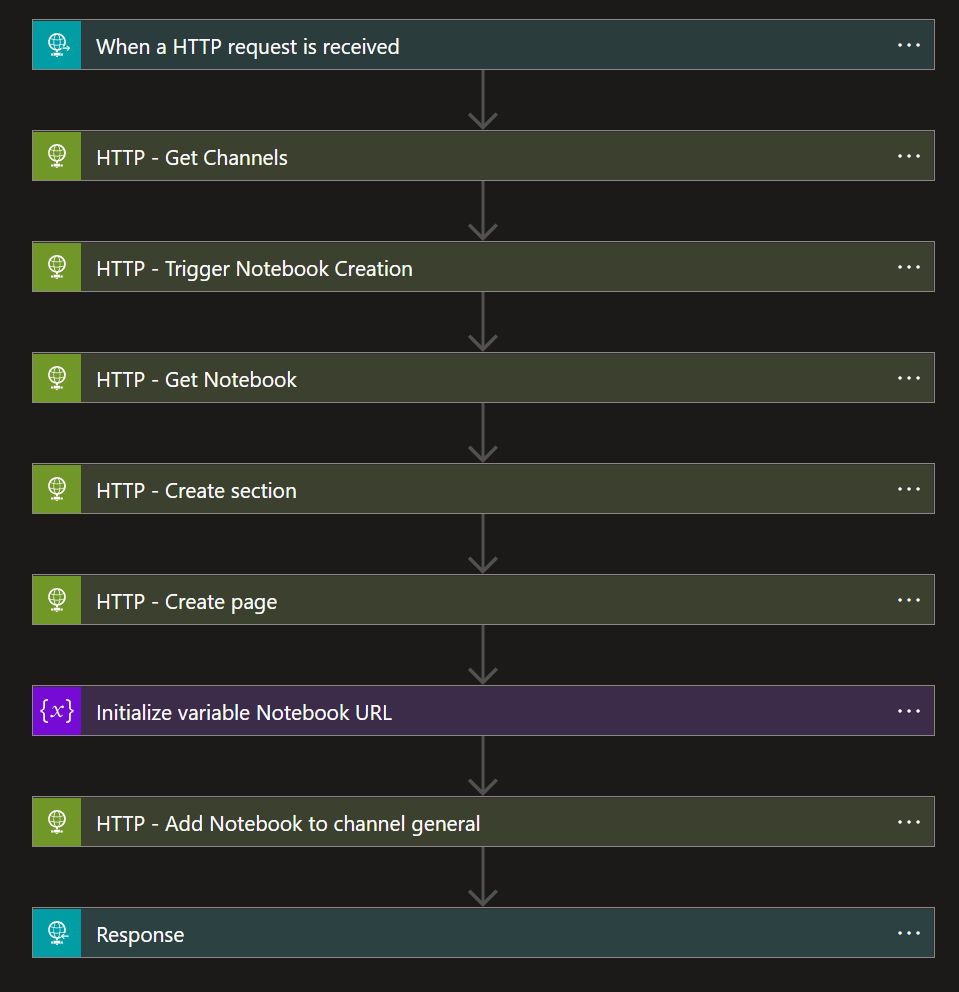 When a HTTP request is received
HTTP - Get Channels
HTTP - Trigger Notebook Creation
HTTP - Get Notebook
HTTP - Create section
HTTP - Create page
{x} Initialize variable Notebook URL
HTTP - Add Notebook to channel general
Response